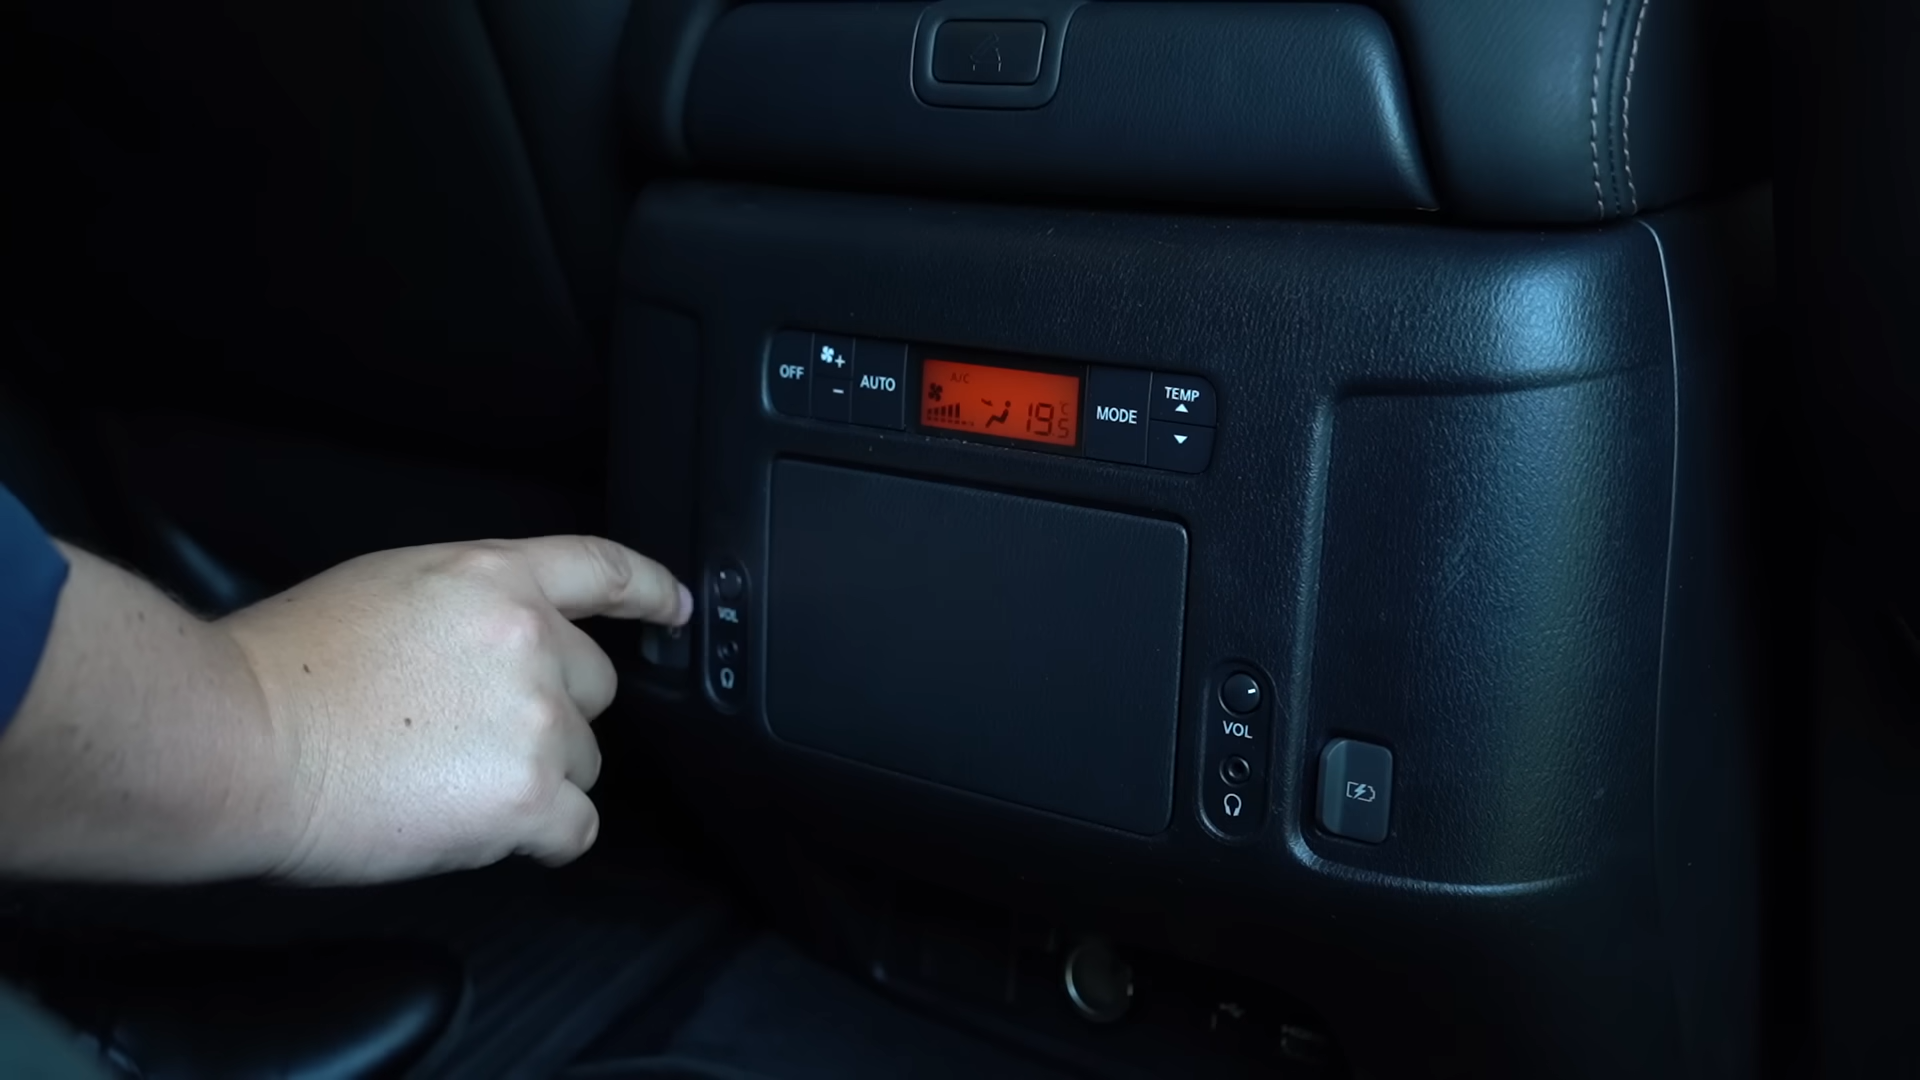 OFF
+
-
AUTO
A/C
19.5°C
MODE
TEMP
VOL
VOL